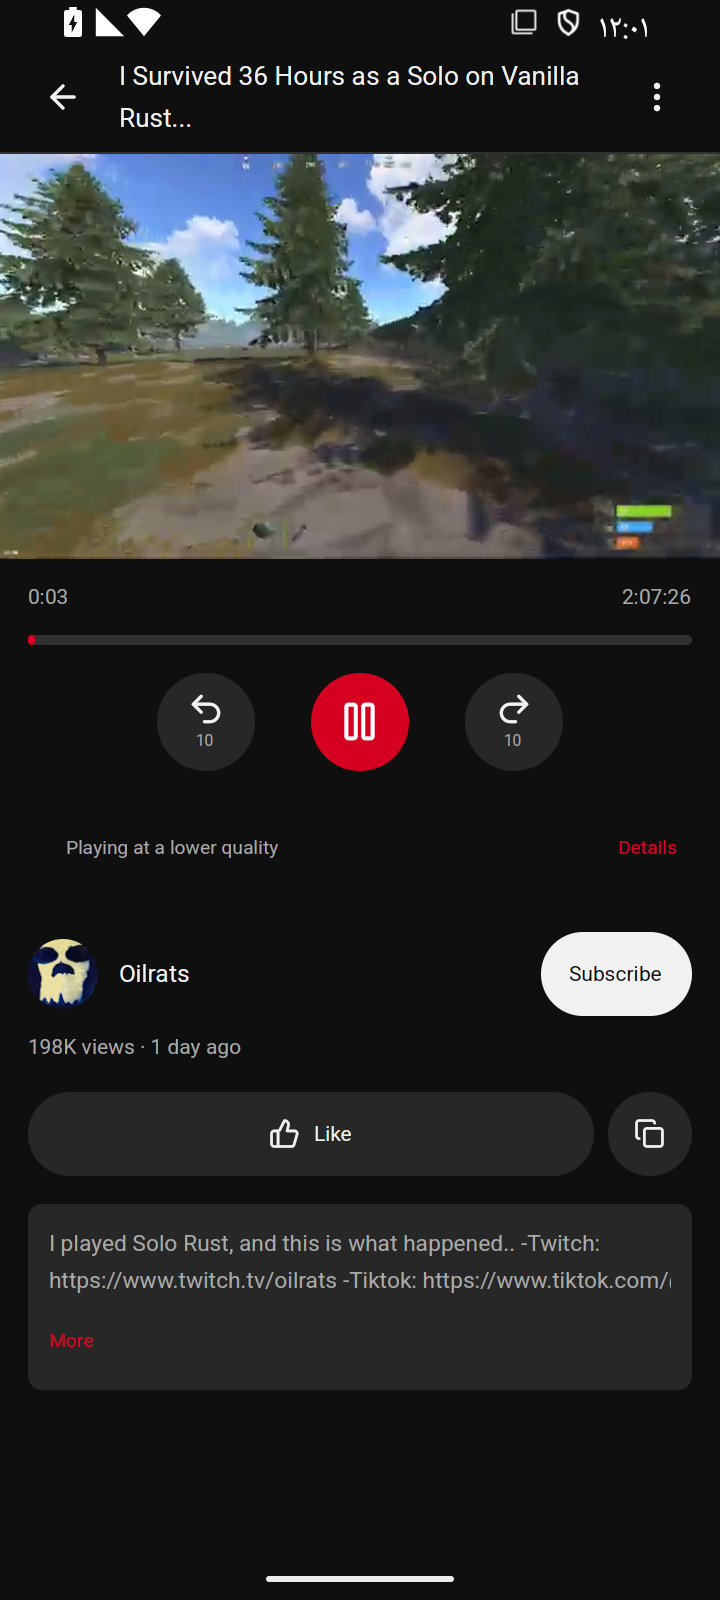 ١٢:٠١
I Survived 36 Hours as a Solo on Vanilla
Rust...
0:03
2:07:26
10
10
Playing at a lower quality
Details
Oilrats
Subscribe
198K views · 1 day ago
Like
I played Solo Rust, and this is what happened.. -Twitch:
https://www.twitch.tv/oilrats -Tiktok: https://www.tiktok.com/
More